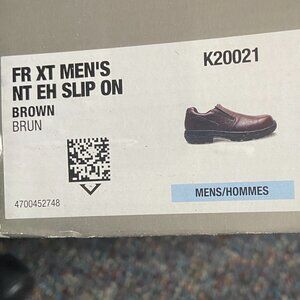 FR XT MEN'S
NT EH SLIP ON
BROWN
BRUN
K20021
4700452748
MENS/HOMMES